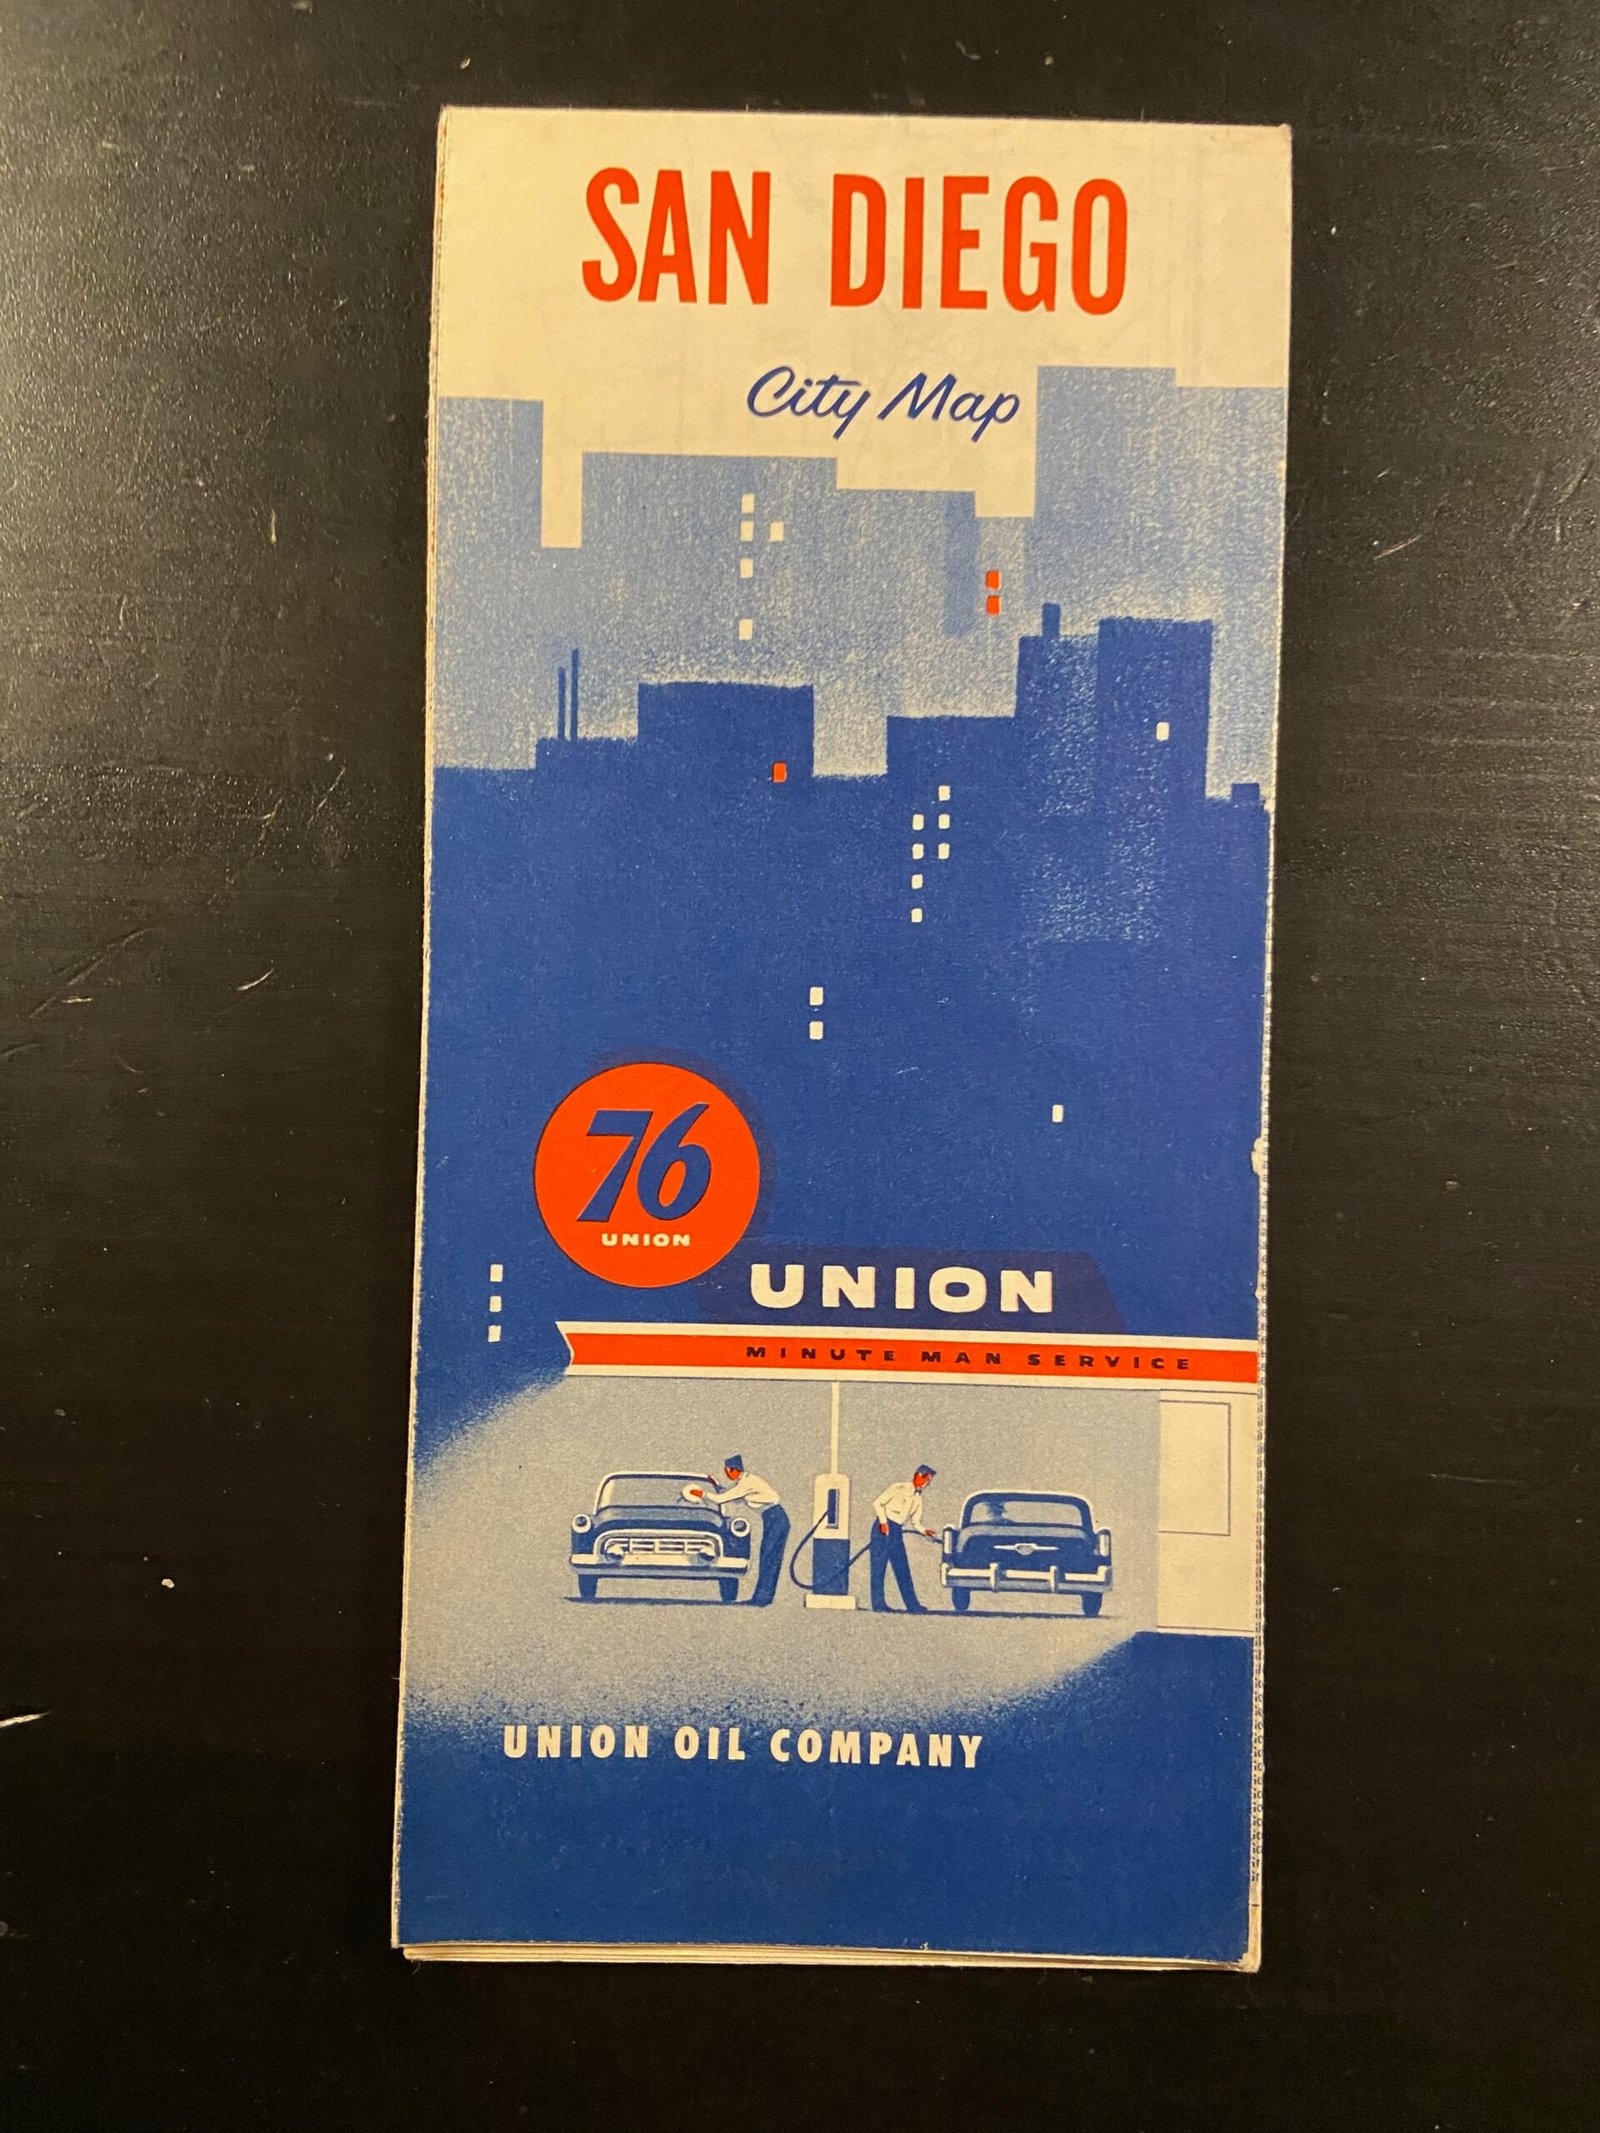 SAN DIEGO
City Map
76
UNION
UNION
MINUTE MAN SERVICE
UNION OIL COMPANY